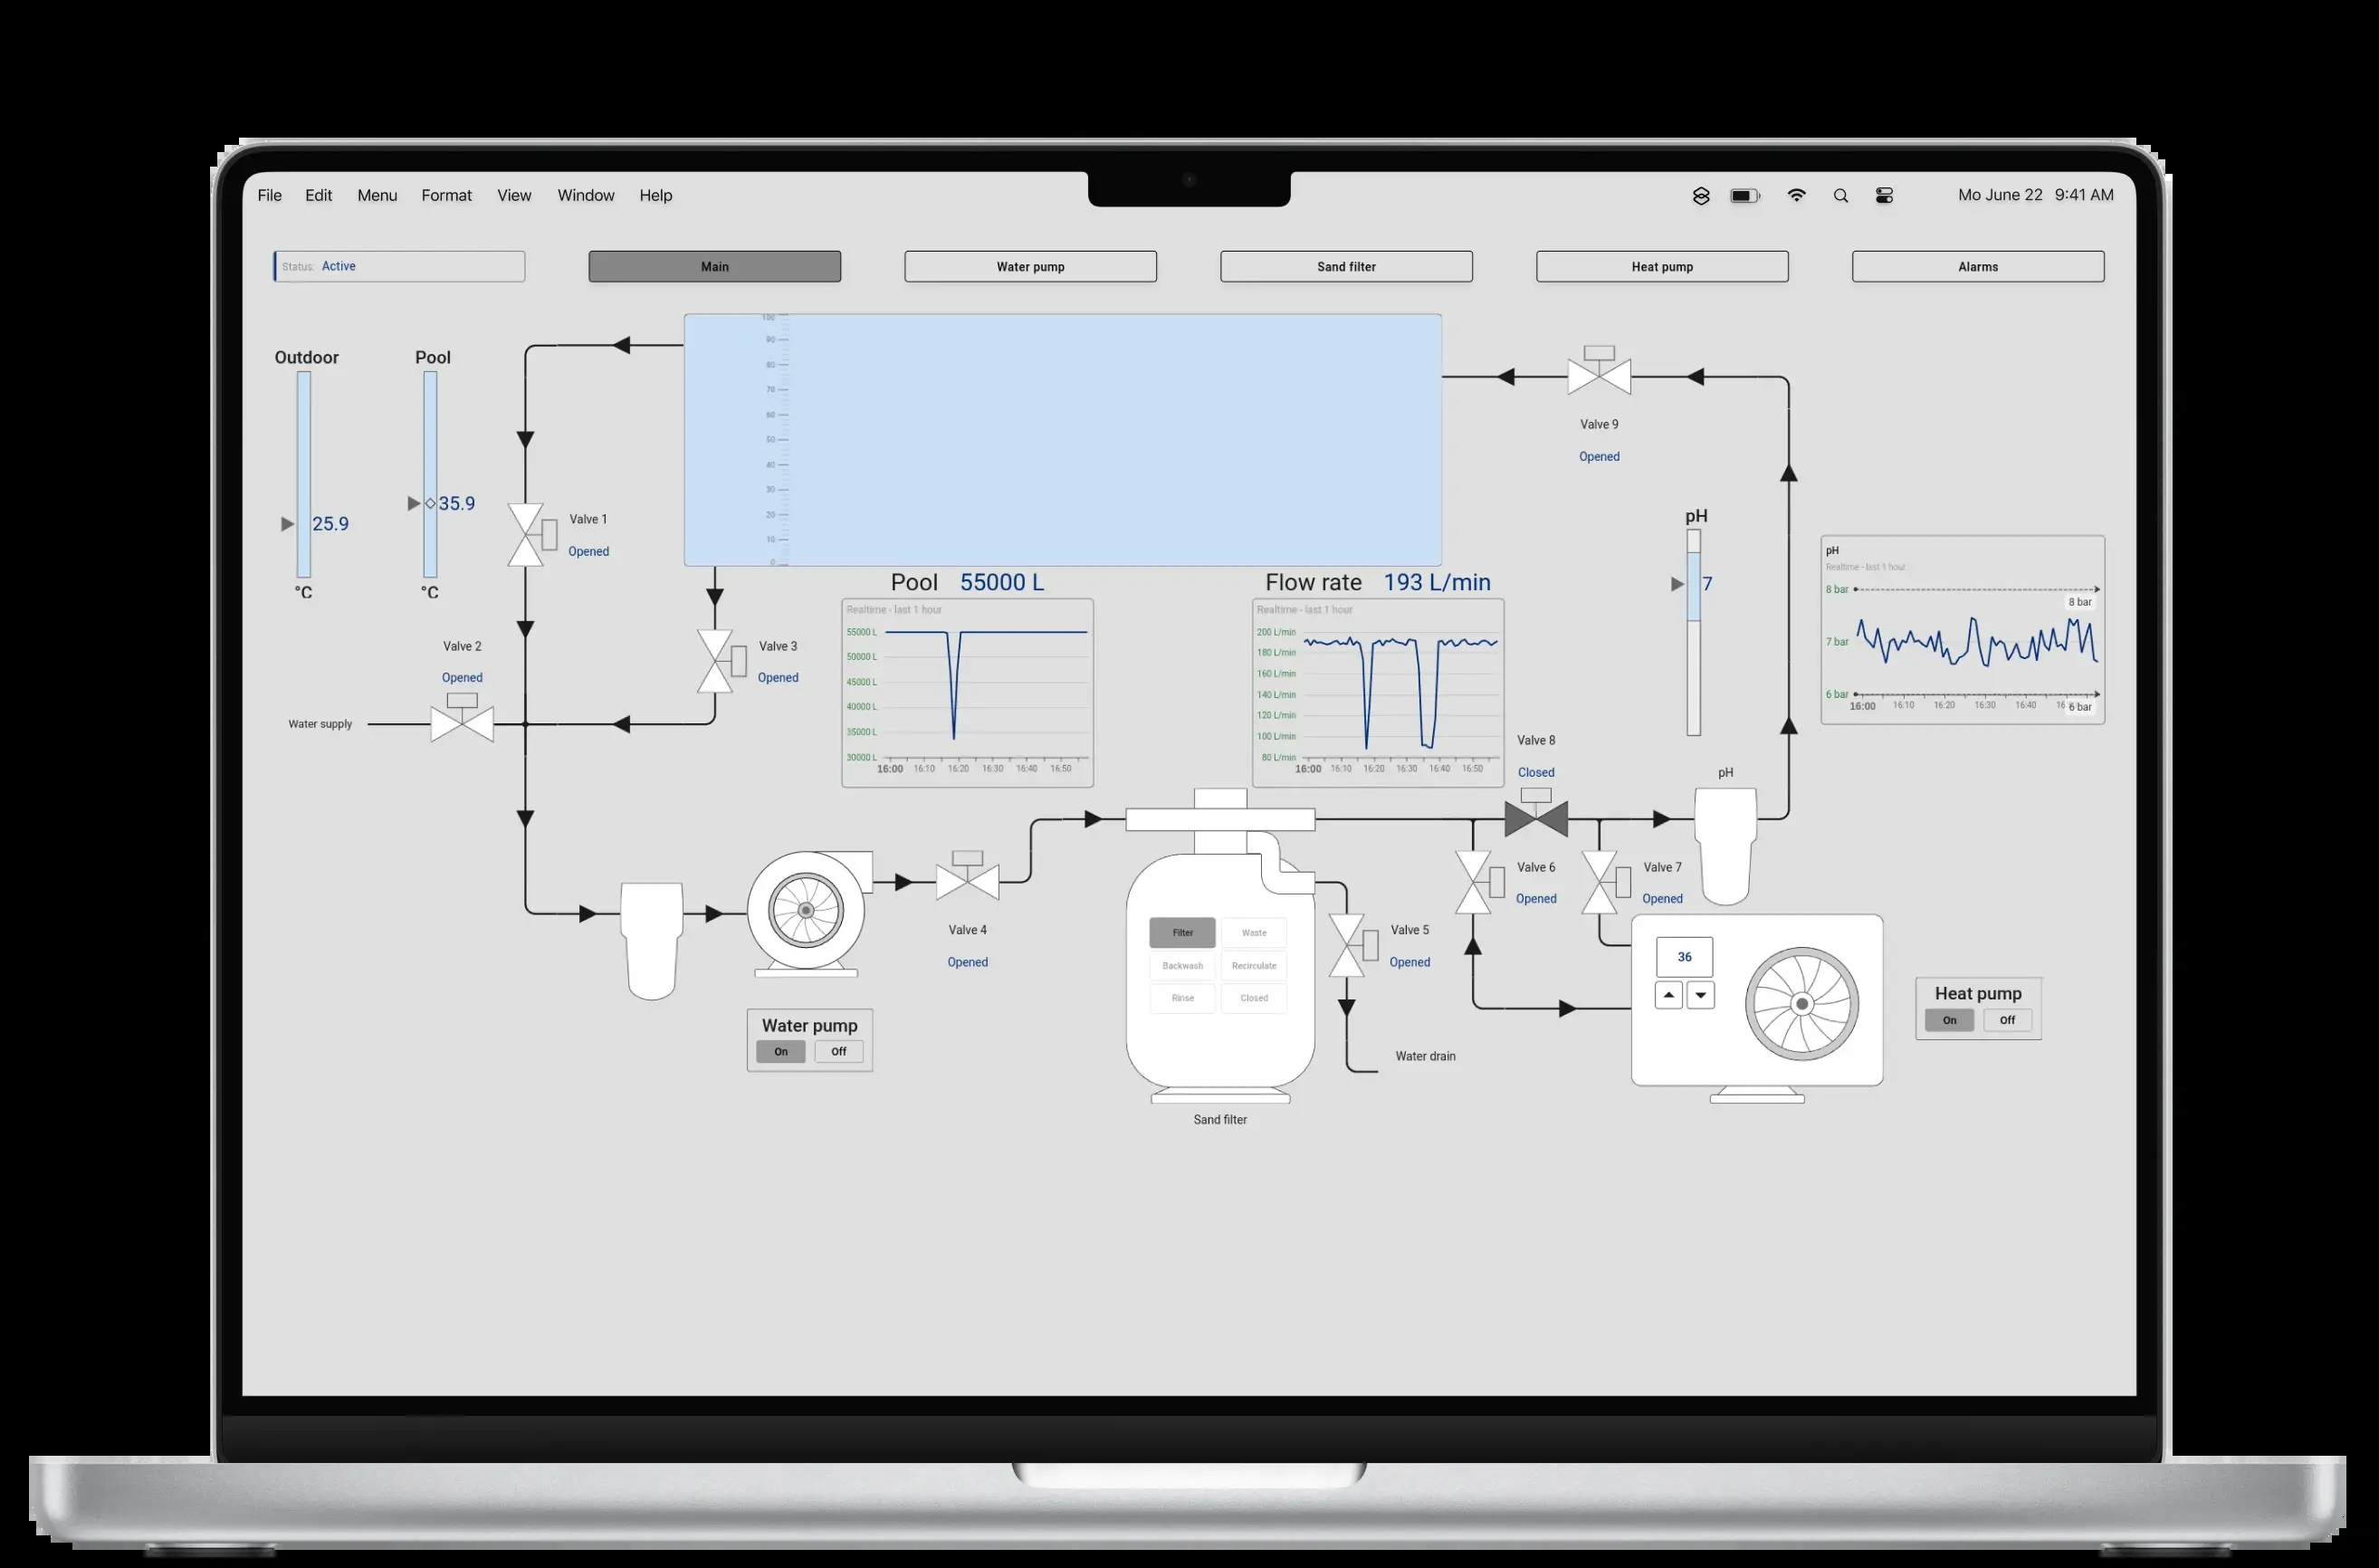 File Edit Menu Format View Window Help
Mo June 22 9:41 AM
Status: Active
Main
Water pump
Sand filter
Heat pump
Alarms
Outdoor
25.9
°C
Pool
35.9
°C
100
90
80
70
60
50
40
30
20
10
0
Valve 1
Opened
Valve 2
Opened
Water supply
Valve 3
Opened
Pool 55000 L
Realtime - last 1 hour
55000 L
50000 L
45000 L
40000 L
35000 L
30000 L
16:00 16:10 16:20 16:30 16:40 16:50
Flow rate 193 L/min
Realtime - last 1 hour
200 L/min
180 L/min
160 L/min
140 L/min
120 L/min
100 L/min
80 L/min
16:00 16:10 16:20 16:30 16:40 16:50
Valve 9
Opened
pH
7
pH
Realtime - last 1 hour
8 bar
8 bar
7 bar
6 bar
6 bar
16:00 16:10 16:20 16:30 16:40
Valve 8
Closed
pH
Valve 4
Opened
Valve 5
Opened
Valve 6
Opened
Valve 7
Opened
Filter Waste
Backwash Recirculate
Rinse Closed
Sand filter
Water drain
Water pump
On Off
36
Heat pump
On Off